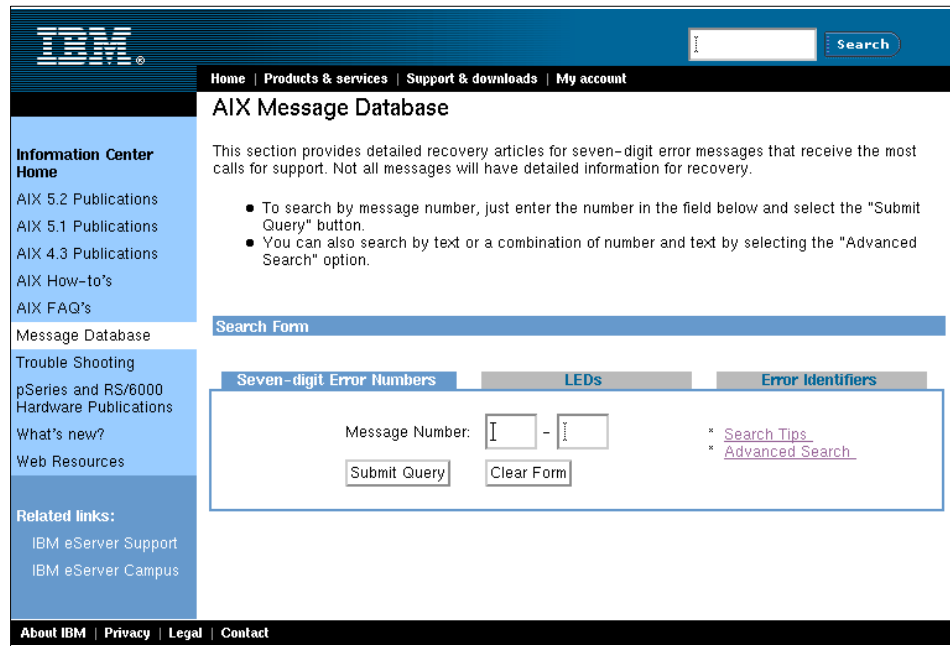 IBM®
Search
Home | Products & services | Support & downloads | My account
AIX Message Database
Information Center
Home
AIX 5.2 Publications
AIX 5.1 Publications
AIX 4.3 Publications
AIX How-to's
AIX FAQ's
Message Database
Trouble Shooting
pSeries and RS/6000
Hardware Publications
What's new?
Web Resources
Related links:
IBM eServer Support
IBM eServer Campus
This section provides detailed recovery articles for seven-digit error messages that receive the most
calls for support. Not all messages will have detailed information for recovery.
● To search by message number, just enter the number in the field below and select the "Submit
Query" button.
● You can also search by text or a combination of number and text by selecting the "Advanced
Search" option.
Search Form
Seven-digit Error Numbers LEDs Error Identifiers
Message Number: -
* Search Tips
* Advanced Search
Submit Query Clear Form
About IBM | Privacy | Legal | Contact